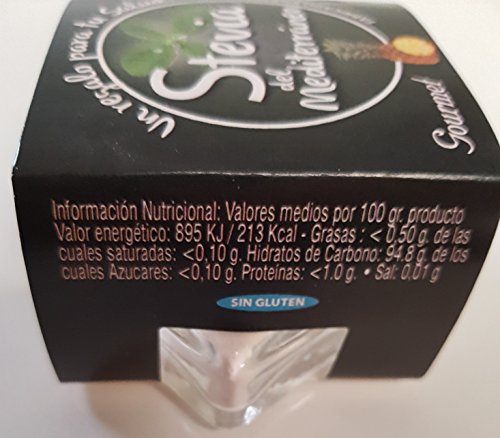 Un regalo para tu
Stevia
del
Mediterráneo
Gourmet
Información Nutricional: Valores medios por 100 gr. producto
Valor energético: 895 KJ / 213 Kcal - Grasas : < 0,50 g. de las
cuales saturadas: <0,10 g. Hidratos de Carbono: 94.8 g. de los
cuales Azucares: <0,10 g. Proteínas: <1.0 g. • Sal: 0,01 g
SIN GLUTEN